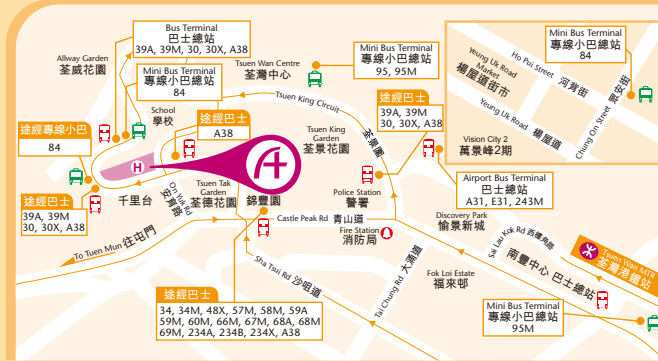 Bus Terminal
巴士總站
39A, 39M, 30, 30X, A38
Allway Garden
荃威花園
Mini Bus Terminal
專線小巴總站
84
School
學校
途經專線小巴
84
途經巴士
A38
Tsuen Wan Centre
荃灣中心
Mini Bus Terminal
專線小巴總站
95, 95M
Tsuen King Circuit
荃景圍
途經巴士
39A, 39M
30, 30X, A38
Tsuen King
Garden
荃景花園
Mini Bus Terminal
專線小巴總站
84
Yeung Uk Road
Market
楊屋道街市
Ho Pui Street 河背街
Yeung Uk Road 楊屋道
Chung On Street 眾安街
Vision City 2
萬景峰2期
Airport Bus Terminal
巴士總站
A31, E31, 243M
H
途經巴士
39A, 39M
30, 30X, A38
千里台
On Yuk Rd
安育路
Tsuen Tak
Garden
荃德花園
錦豐園
Police Station
警署
Castle Peak Rd 青山道
Fire Station
消防局
Discovery Park
愉景新城
Sai Lau Kok Rd 西樓角路
To Tuen Mun 往屯門
Sha Tsui Rd 沙咀道
Tai Chung Rd 大涌道
Fok Loi Estate
福來邨
南豐中心 巴士總站
Tsuen Wan MTR
荃灣港鐵站
途經巴士
34, 34M, 48X, 57M, 58M, 59A
59M, 60M, 66M, 67M, 68A, 68M
69M, 234A, 234B, 234X, A38
Mini Bus Terminal
專線小巴總站
95M